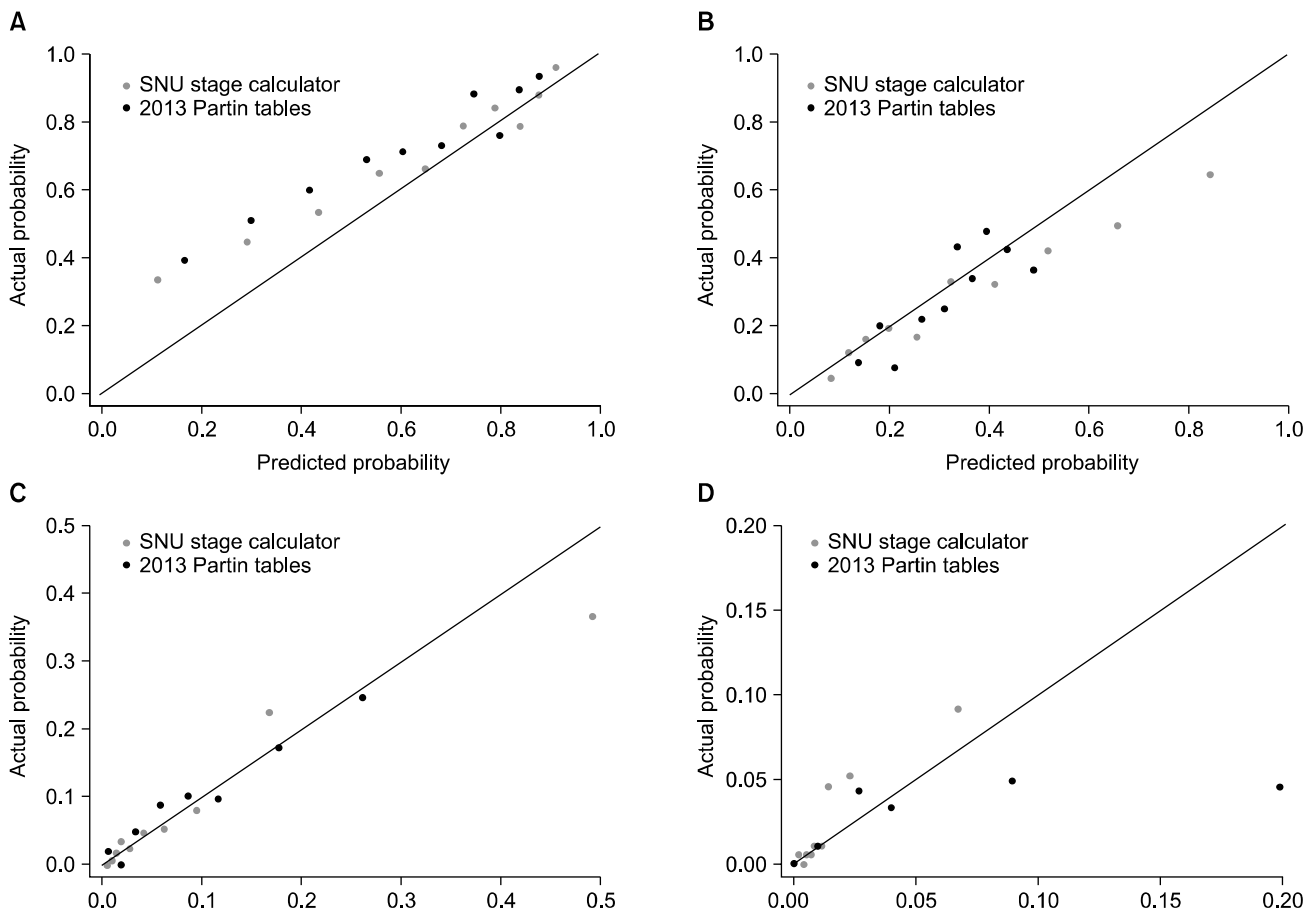 A
1.0
0.8
0.6
0.4
0.2
0.0
Actual probability
SNU stage calculator
2013 Partin tables
0.0 0.2 0.4 0.6 0.8 1.0
Predicted probability
B
1.0
0.8
0.6
0.4
0.2
0.0
Actual probability
SNU stage calculator
2013 Partin tables
0.0 0.2 0.4 0.6 0.8 1.0
Predicted probability
C
0.5
0.4
0.3
0.2
0.1
0.0
Actual probability
SNU stage calculator
2013 Partin tables
0.0 0.1 0.2 0.3 0.4 0.5
D
0.20
0.15
0.10
0.05
0.00
Actual probability
SNU stage calculator
2013 Partin tables
0.00 0.05 0.10 0.15 0.20